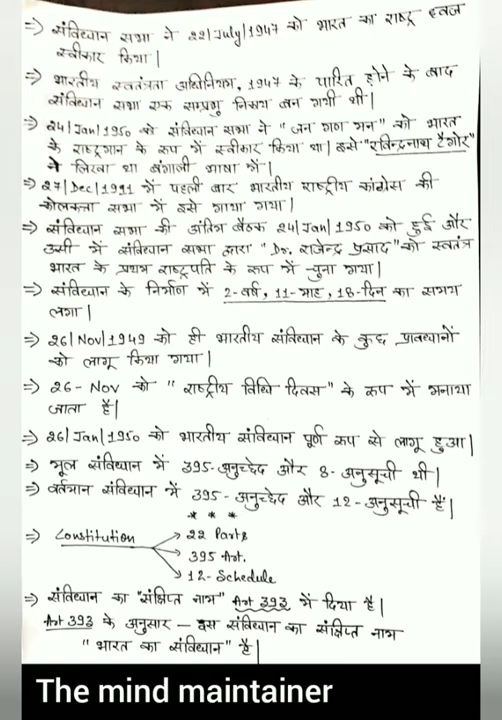 => संविधान सभा ने 22/July/1947 को भारत का राष्ट्र ध्वज
स्वीकार किया|
=> भारतीय स्वतंत्रता अधिनियम, 1947 के पारित होने के बाद
संविधान सभा एक सम्प्रभु निकाय बन गयी थी|
=> 24/Jan/1950 को संविधान सभा ने "जन गण मन" को भारत
के राष्ट्रगान के रूप में स्वीकार किया था| इसे "रविन्द्रनाथ टैगोर"
ने लिखा था बंगाली भाषा में|
=> 27/Dec/1991 में पहली बार भारतीय राष्ट्रीय कांग्रेस की
कोलकत्ता सभा में इसे गाया गया|
=> संविधान सभा की अंतिम बैठक 24/Jan/1950 को हुई और
उसी में संविधान सभा द्वारा "Dr. राजेन्द्र प्रसाद" को स्वतंत्र
भारत के प्रथम राष्ट्रपति के रूप में चुना गया|
=> संविधान के निर्माण में 2-वर्ष, 11-माह, 18-दिन का समय
लगा|
=> 26/Nov/1949 को ही भारतीय संविधान के कुछ प्रावधानों
को लागू किया गया|
=> 26-Nov को "राष्ट्रीय विधि दिवस" के रूप में मनाया
जाता है|
=> 26/Jan/1950 को भारतीय संविधान पूर्ण रूप से लागू हुआ|
=> मूल संविधान में 395-अनुच्छेद और 8-अनुसूची थी|
=> वर्तमान संविधान में 395-अनुच्छेद और 12-अनुसूची हैं|
* * *
=> Constitution → 22 Parts
→ 395 Art.
→ 12-Schedule
=> संविधान का "संक्षिप्त नाम" Art 393 में दिया है|
Art 393 के अनुसार - इस संविधान का संक्षिप्त नाम
"भारत का संविधान" है|
The mind maintainer